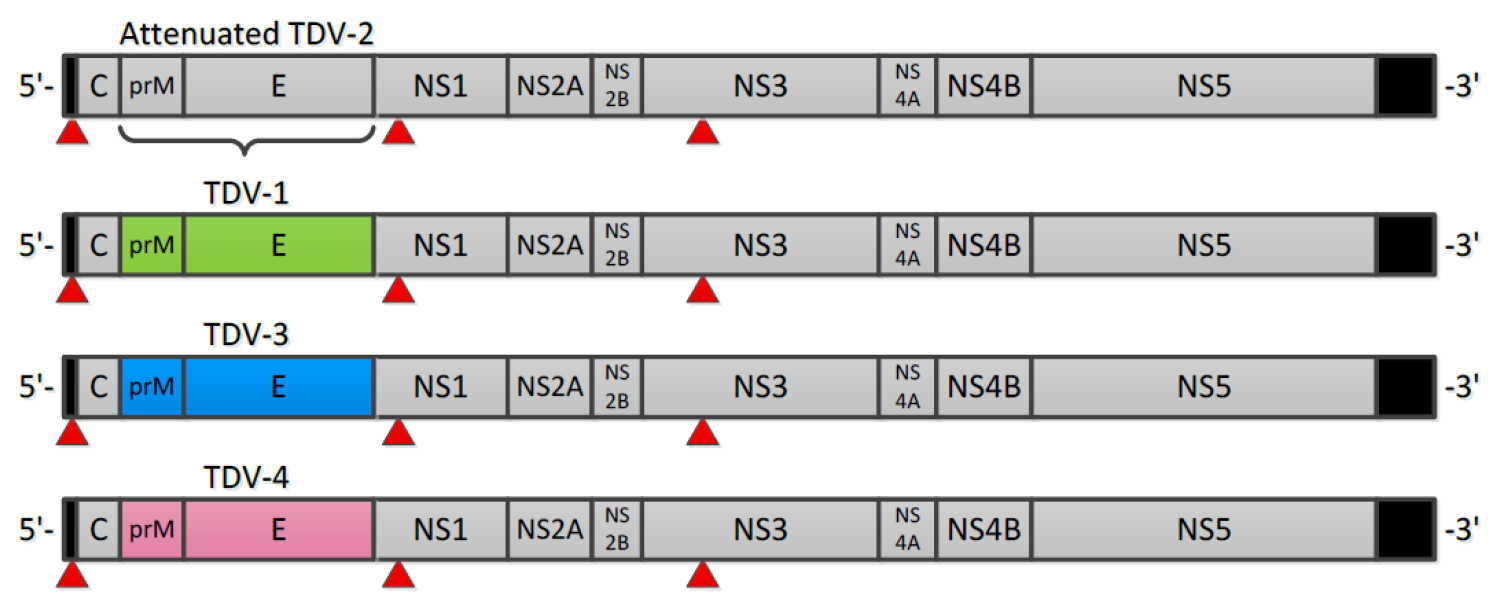 Attenuated TDV-2
5'- C prM E NS1 NS2A NS 2B NS3 NS 4A NS4B NS5 -3'
TDV-1
5'- C prM E NS1 NS2A NS 2B NS3 NS 4A NS4B NS5 -3'
TDV-3
5'- C prM E NS1 NS2A NS 2B NS3 NS 4A NS4B NS5 -3'
TDV-4
5'- C prM E NS1 NS2A NS 2B NS3 NS 4A NS4B NS5 -3'